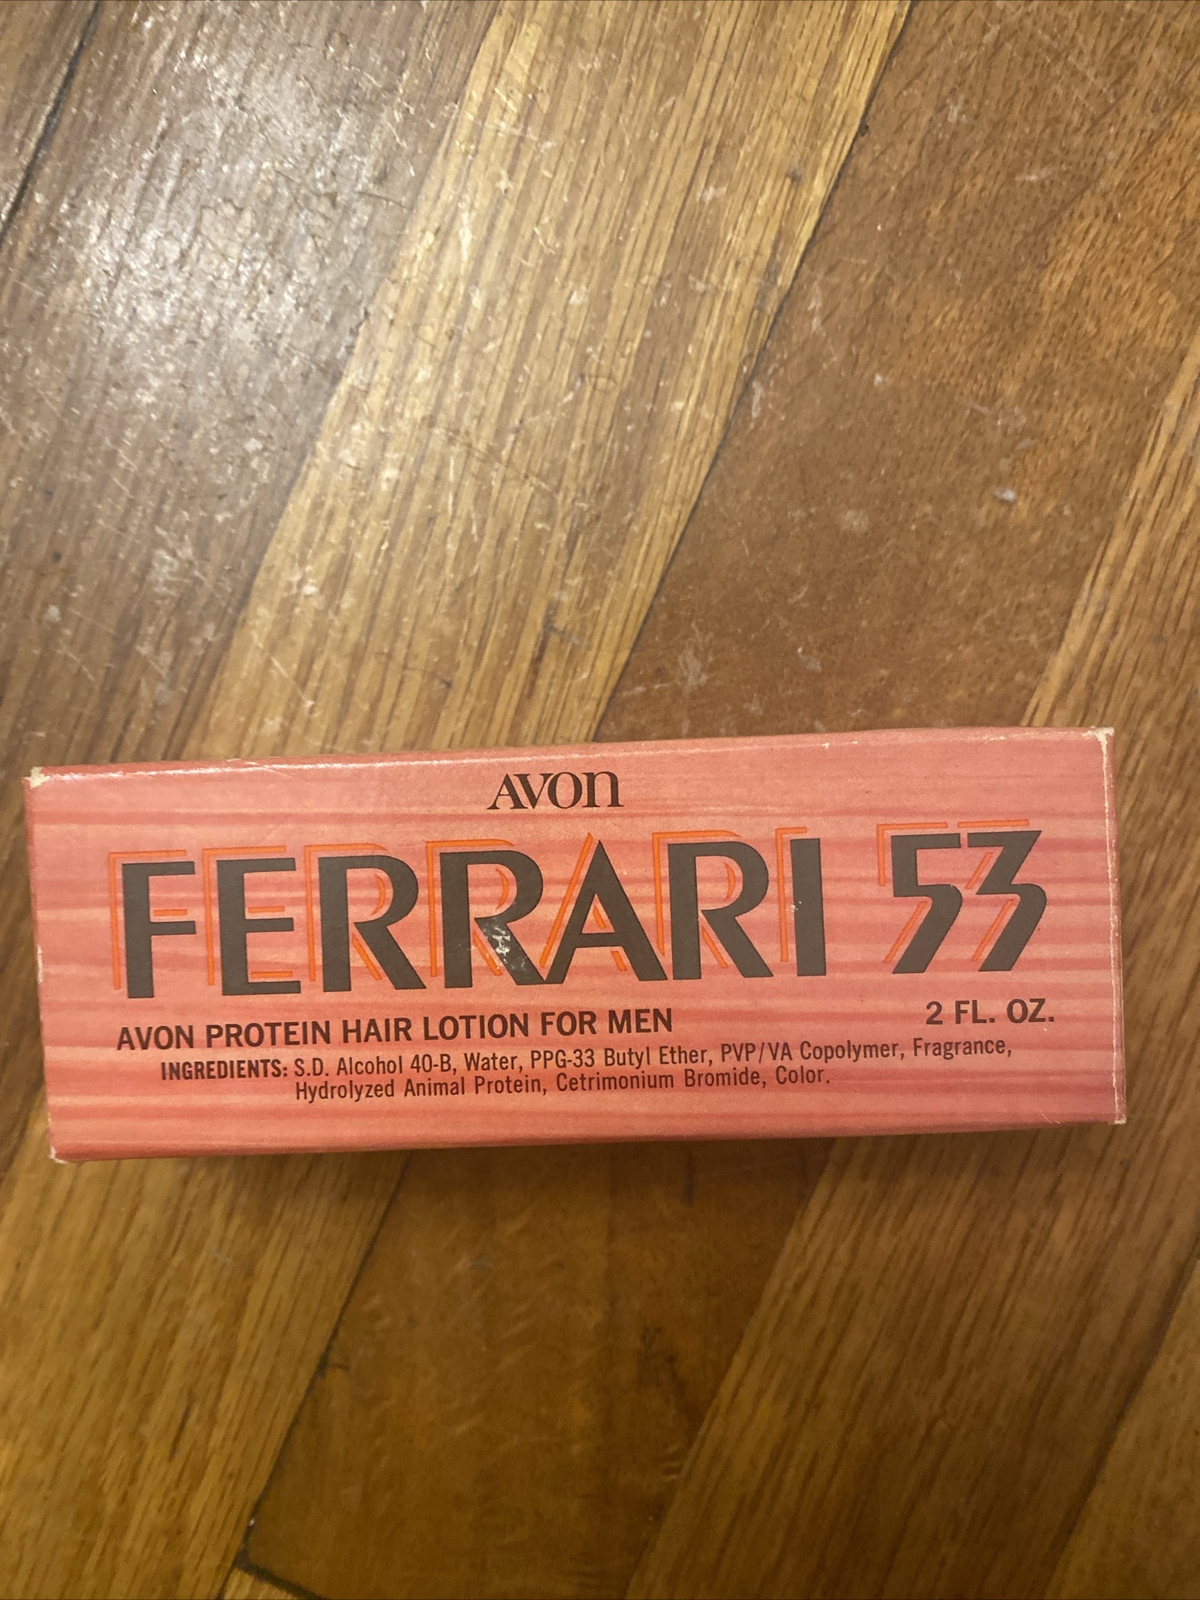 AVON
FERRARI 53
AVON PROTEIN HAIR LOTION FOR MEN 2 FL. OZ.
INGREDIENTS: S.D. Alcohol 40-B, Water, PPG-33 Butyl Ether, PVP/VA Copolymer, Fragrance,
Hydrolyzed Animal Protein, Cetrimonium Bromide, Color.